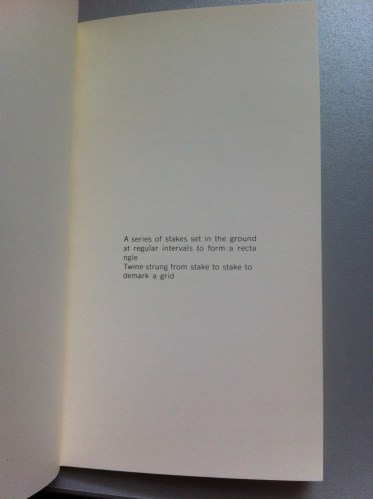 A series of stakes set in the ground
at regular intervals to form a recta
ngle
Twine strung from stake to stake to
demark a grid